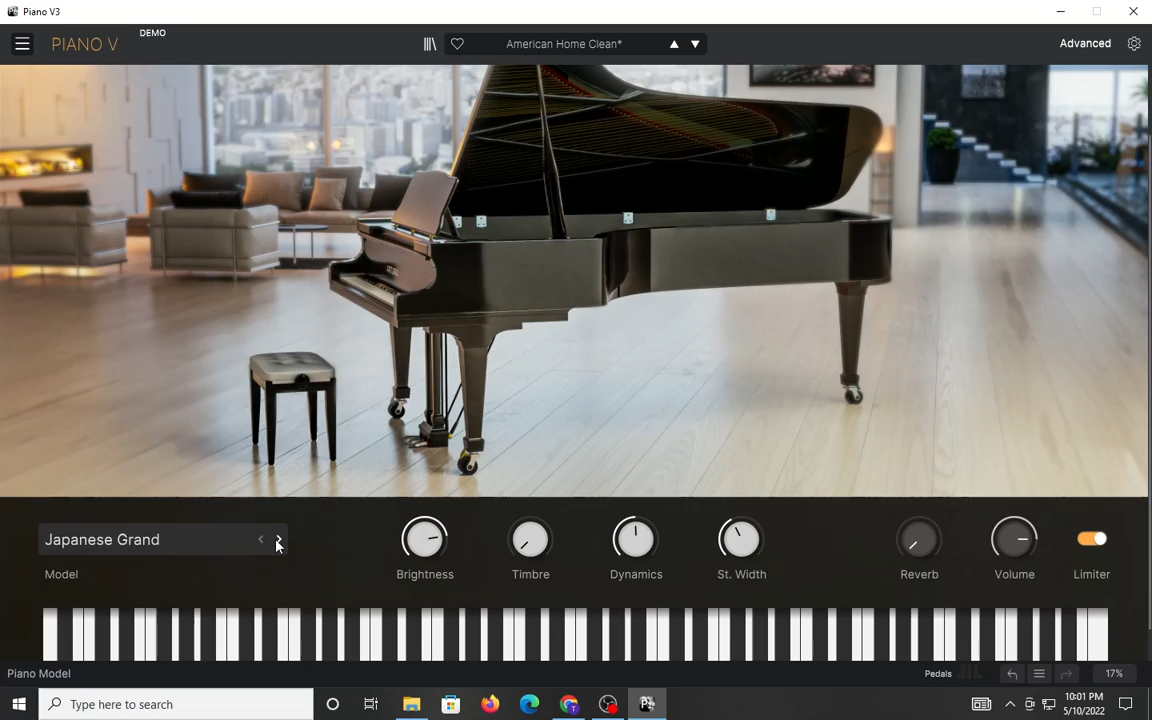 Piano V3
PIANO V
DEMO
American Home Clean*
Advanced
Japanese Grand
Model
Brightness
Timbre
Dynamics
St. Width
Reverb
Volume
Limiter
Piano Model
Pedals
17%
Type here to search
10:01 PM
5/10/2022